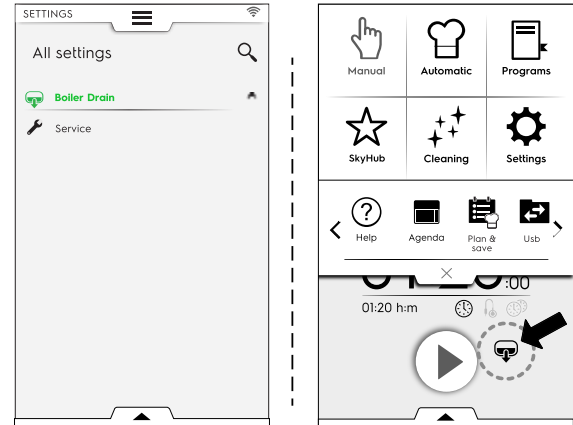 SETTINGS
All settings
Boiler Drain
Service
Manual
Automatic
Programs
SkyHub
Cleaning
Settings
Help
Agenda
Plan &
save
Usb
:00
01:20 h:m